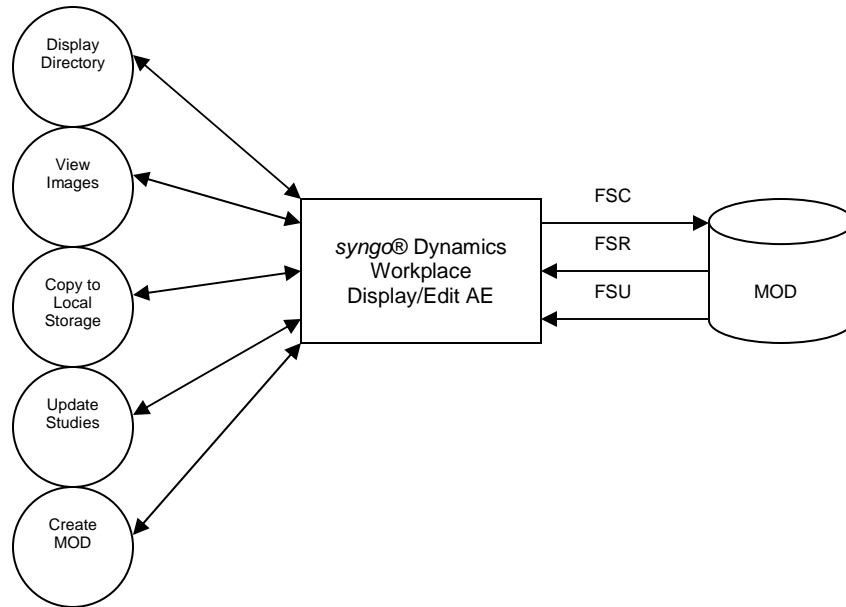 Display
Directory
View
Images
Copy to
Local
Storage
Update
Studies
Create
MOD
syngo® Dynamics
Workplace
Display/Edit AE
FSC
FSR
FSU
MOD